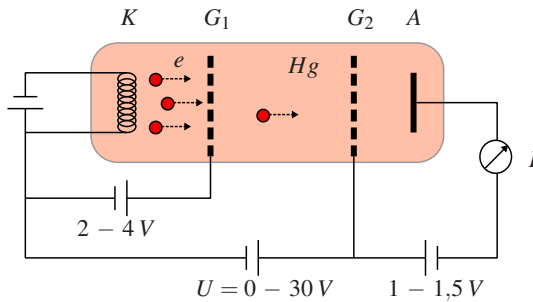 K G₁ G₂ A
e Hg
I
2 – 4 V
U = 0 – 30 V 1 – 1,5 V